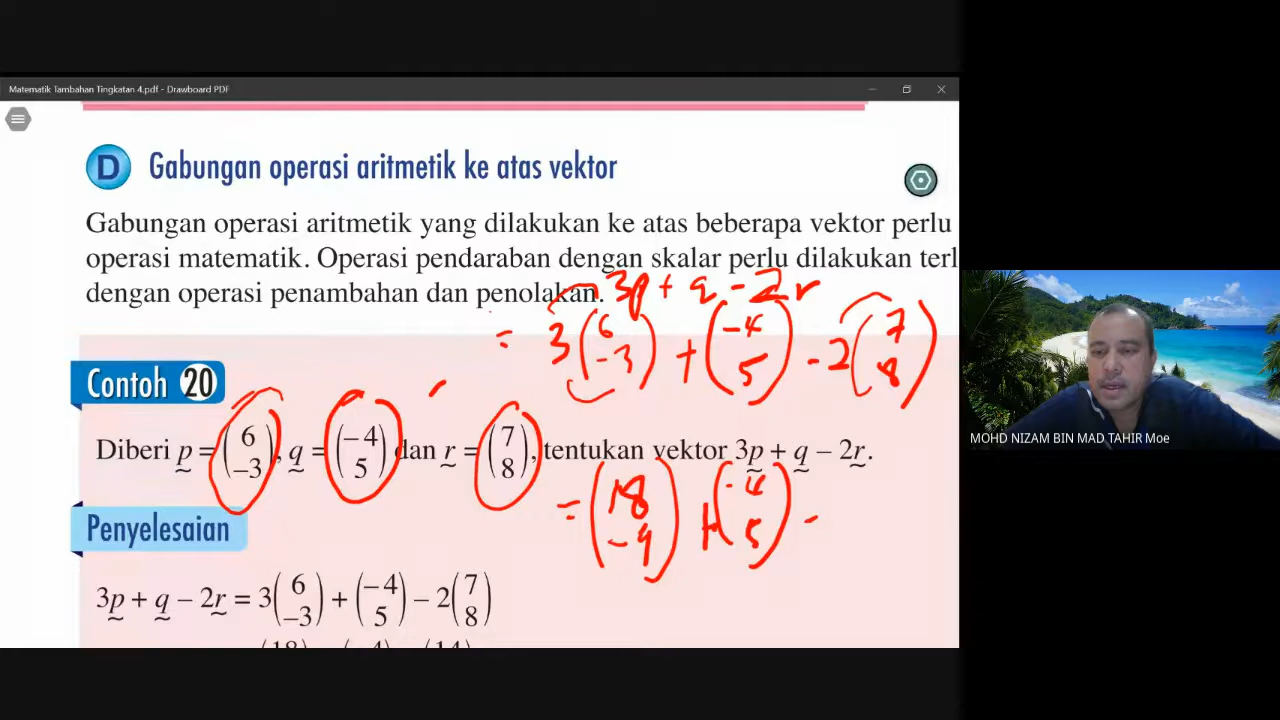 Matematik Tambahan Tingkatan 4.pdf - Drawboard PDF
D Gabungan operasi aritmetik ke atas vektor
Gabungan operasi aritmetik yang dilakukan ke atas beberapa vektor perlu
operasi matematik. Operasi pendaraban dengan skalar perlu dilakukan terl
dengan operasi penambahan dan penolakan.
3p + q - 2r
= 3 (6 -3) + (-4 5) - 2 (7 8)
Contoh 20
Diberi p = (6 –3), q = (–4 5) dan r = (7 8), tentukan vektor 3p + q – 2r.
= (18 -9) + (-4 5) -
Penyelesaian
3p + q – 2r = 3(6 –3) + (–4 5) – 2(7 8)
(18) (–4) (14)
MOHD NIZAM BIN MAD TAHIR Moe